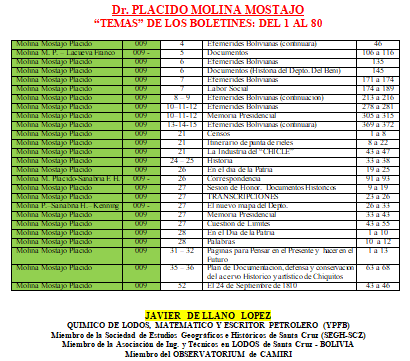 Dr. PLACIDO MOLINA MOSTAJO
"TEMAS" DE LOS BOLETINES: DEL 1 AL 80
Molina Mostajo Placido 009 4 Efemerides Bolivianas (continuara) 46
Molina M. P. – Lacueva Franco 009 - 5 Documentos 106 a 116
Molina Mostajo Placido 009 6 Efemerides Bolivianas 135
Molina Mostajo Placido 009 6 Documentos (Historia del Depto. Del Beni) 145
Molina Mostajo Placido 009 7 Efemerides Bolivianas 171 a 174
Molina Mostajo Placido 009 7 Labor Social 174 a 189
Molina Mostajo Placido 009 8 – 9 Efemerides Bolivianas (continuacion) 213 a 216
Molina Mostajo Placido 009 10-11-12 Efemerides Bolivianas 278 a 281
Molina Mostajo Placido 009 10-11-12 Memoria Presidencial 305 a 315
Molina Mostajo Placido 009 13-14-15 Efemerides Bolivianas (continuara) 369 a 372
Molina Mostajo Placido 009 21 Censos 1 a 8
Molina Mostajo Placido 009 21 Itinerario de punta de rieles 8 a 22
Molina Mostajo Placido 009 21 La Industria del "CHICLE" 43 a 47
Molina Mostajo Placido 009 24 – 25 Historia 33 a 38
Molina Mostajo Placido 009 26 En el dia de la Patria 19 a 25
Molina M. Placido-Sanabria F. H. 009 - 26 Correspondencia 91 a 93
Molina Mostajo Placido 009 27 Sesion de Honor. Documentos Historicos 9 a 19
Molina Mostajo Placido 009 27 TRANSCRIPCIONES 23 a 26
Molina P.-Sanabria H.- Kenning 009 - 27 El nuevo mapa del Depto. 26 a 33
Molina Mostajo Placido 009 27 Memoria Presidencial 33 a 43
Molina Mostajo Placido 009 27 Cuestion de Limites 43 a 55
Molina Mostajo Placido 009 28 En el Dia de la Patria 1 a 10
Molina Mostajo Placido 009 28 Palabras 10 a 12
Molina Mostajo Placido 009 31 – 32 Paginas para Pensar en el Presente y hacer en el 1 a 13
Futuro
Molina Mostajo Placido 009 35 – 36 Plan de Documentacion, defensa y conservacion 63 a 68
del acervo Historico y artistico de Chiquitos
Molina Mostajo Placido 009 52 El 24 de Septiembre de 1810 43 a 46
JAVIER DE LLANO LOPEZ
QUIMICO DE LODOS, MATEMATICO Y ESCRITOR PETROLERO (YPFB)
Miembro de la Sociedad de Estudios Geográficos e Históricos de Santa Cruz (SEGH-SCZ)
Miembro de la Asociación de Ing. y Técnicos en LODOS de Santa Cruz - BOLIVIA
Miembro del OBSERVATORIUM de CAMIRI